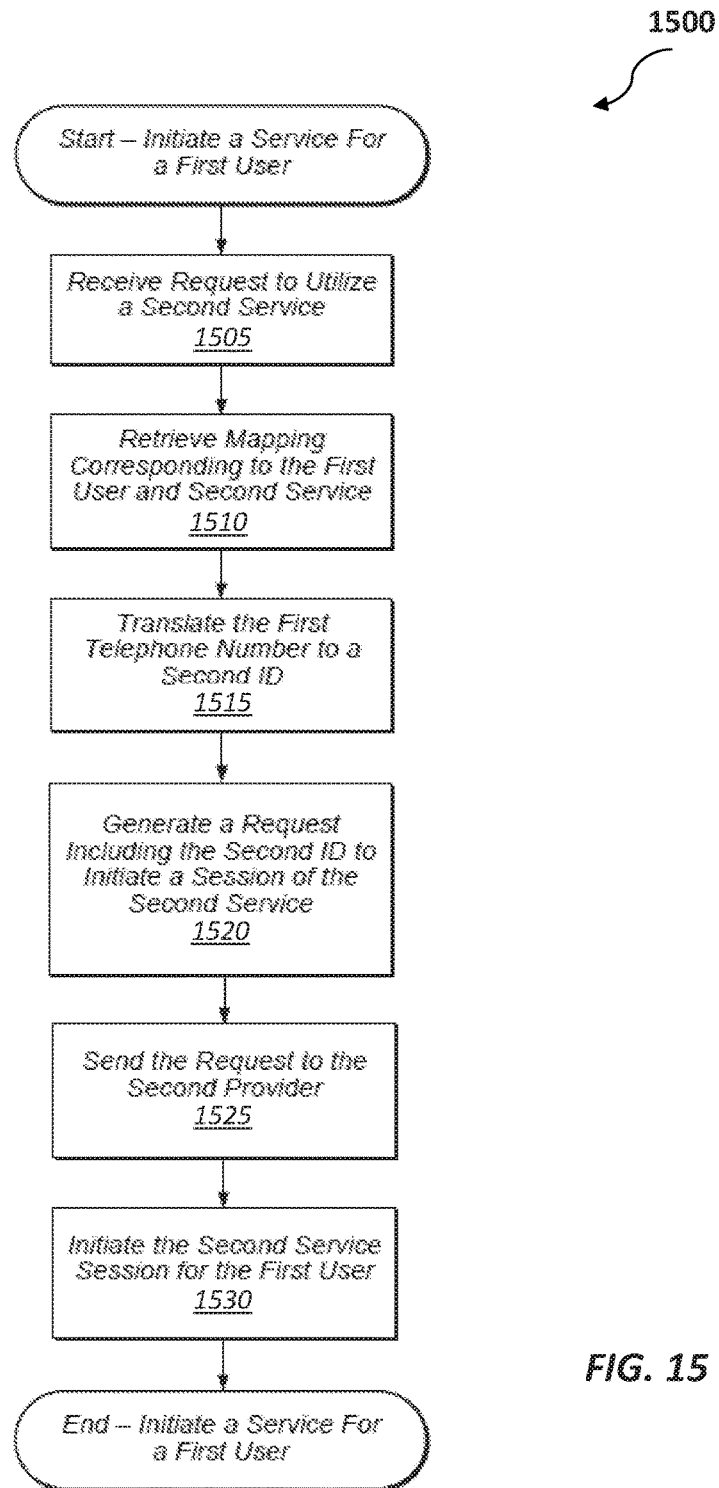 1500
Start – Initiate a Service For
a First User
Receive Request to Utilize
a Second Service
1505
Retrieve Mapping
Corresponding to the First
User and Second Service
1510
Translate the First
Telephone Number to a
Second ID
1515
Generate a Request
Including the Second ID to
Initiate a Session of the
Second Service
1520
Send the Request to the
Second Provider
1525
Initiate the Second Service
Session for the First User
1530
End – Initiate a Service For
a First User
FIG. 15